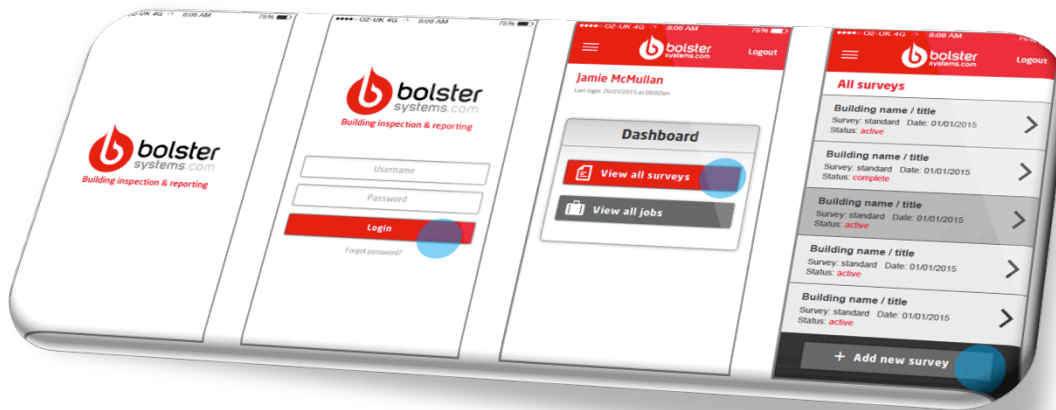 8:08 AM
75%
bolster
systems.com
Building inspection & reporting
O2-UK 4G
8:08 AM
75%
bolster
systems.com
Building inspection & reporting
Username
Password
Login
Forgot password?
O2-UK 4G
8:08 AM
75%
bolster
systems.com
Logout
Jamie McMullan
Last login: 26/01/2015 at 09:02am
Dashboard
View all surveys
View all jobs
O2-UK 4G
8:08 AM
bolster
systems.com
Logout
All surveys
Building name / title
Survey: standard Date: 01/01/2015
Status: active
Building name / title
Survey: standard Date: 01/01/2015
Status: complete
Building name / title
Survey: standard Date: 01/01/2015
Status: active
Building name / title
Survey: standard Date: 01/01/2015
Status: active
Building name / title
Survey: standard Date: 01/01/2015
Status: active
+ Add new survey